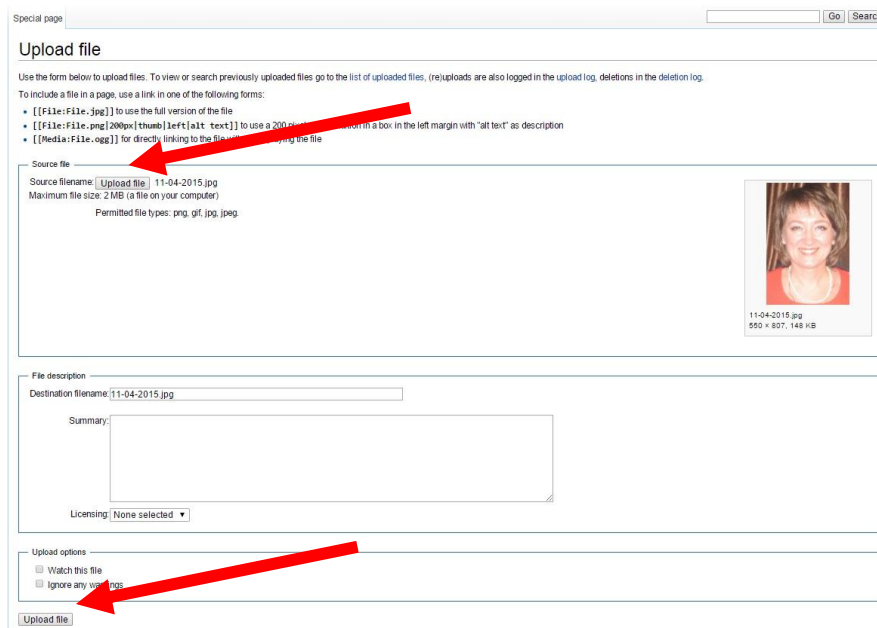 Special page
Go Searc
Upload file
Use the form below to upload files. To view or search previously uploaded files go to the list of uploaded files, (re)uploads are also logged in the upload log, deletions in the deletion log.
To include a file in a page, use a link in one of the following forms:
[[File:File.jpg]] to use the full version of the file
[[File:File.png|200px|thumb|left|alt text]] to use a 200 in a box in the left margin with "alt text" as description
[[Media:File.ogg]] for directly linking to the file the file
Source file
Source filename: Upload file 11-04-2015.jpg
Maximum file size: 2 MB (a file on your computer)
Permitted file types: png, gif, jpg, jpeg.
11-04-2015.jpg
550 × 807, 148 KB
File description
Destination filename: 11-04-2015.jpg
Summary:
Licensing: None selected
Upload options
Watch this file
Ignore any warnings
Upload file